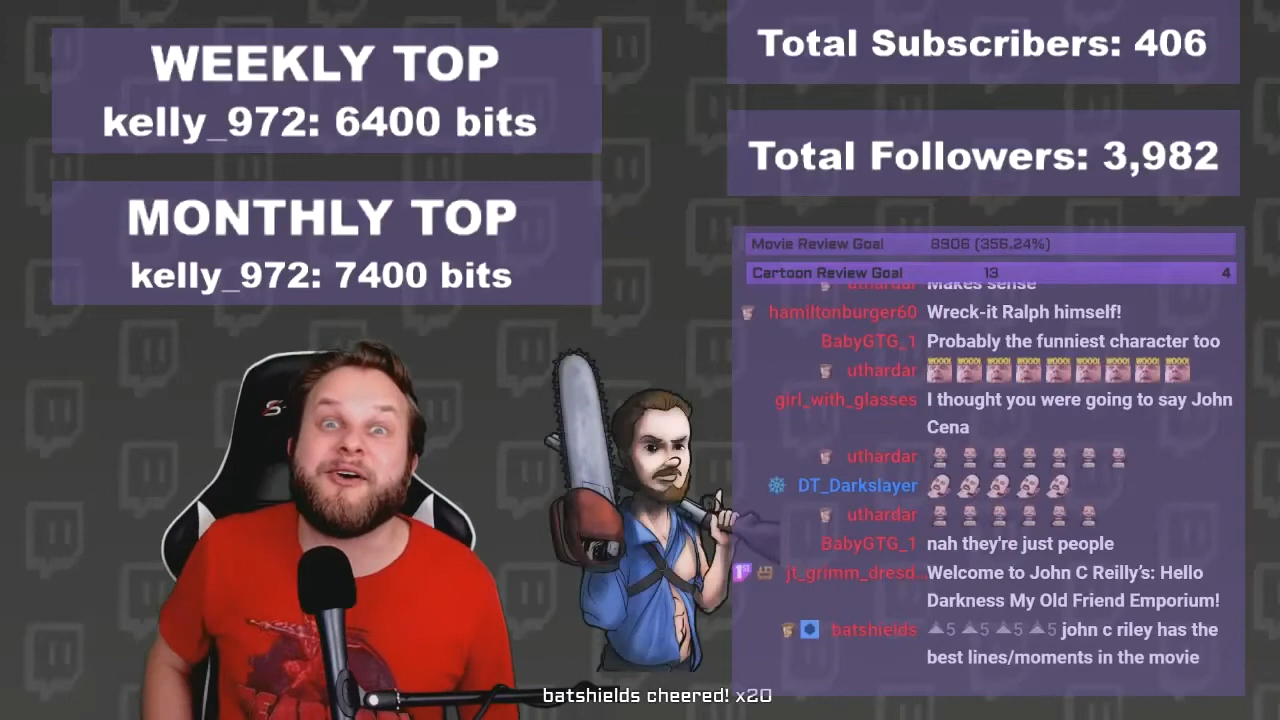 WEEKLY TOP
kelly_972: 6400 bits
MONTHLY TOP
kelly_972: 7400 bits
Total Subscribers: 406
Total Followers: 3,982
Movie Review Goal 8906 (356.24%)
Cartoon Review Goal 13 4
uthardar Makes sense
hamiltonburger60 Wreck-it Ralph himself!
BabyGTG_1 Probably the funniest character too
uthardar
girl_with_glasses I thought you were going to say John
Cena
uthardar
DT_Darkslayer
uthardar
BabyGTG_1 nah they're just people
jt_grimm_dresd... Welcome to John C Reilly's: Hello
Darkness My Old Friend Emporium!
batshields 5 5 5 5 john c riley has the
best lines/moments in the movie
batshields cheered! x20